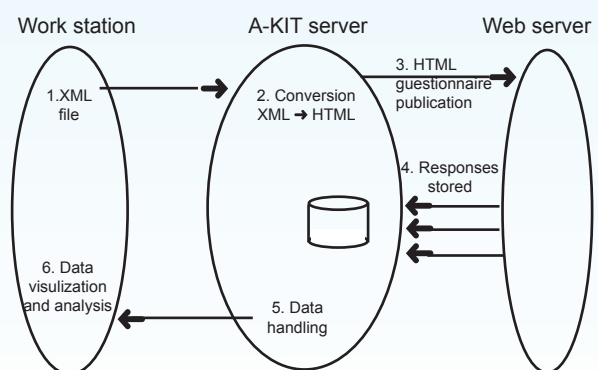 Work station
A-KIT server
Web server
1.XML
file
2. Conversion
XML ➔ HTML
3. HTML
guestionnaire
publication
4. Responses
stored
5. Data
handling
6. Data
visulization
and analysis